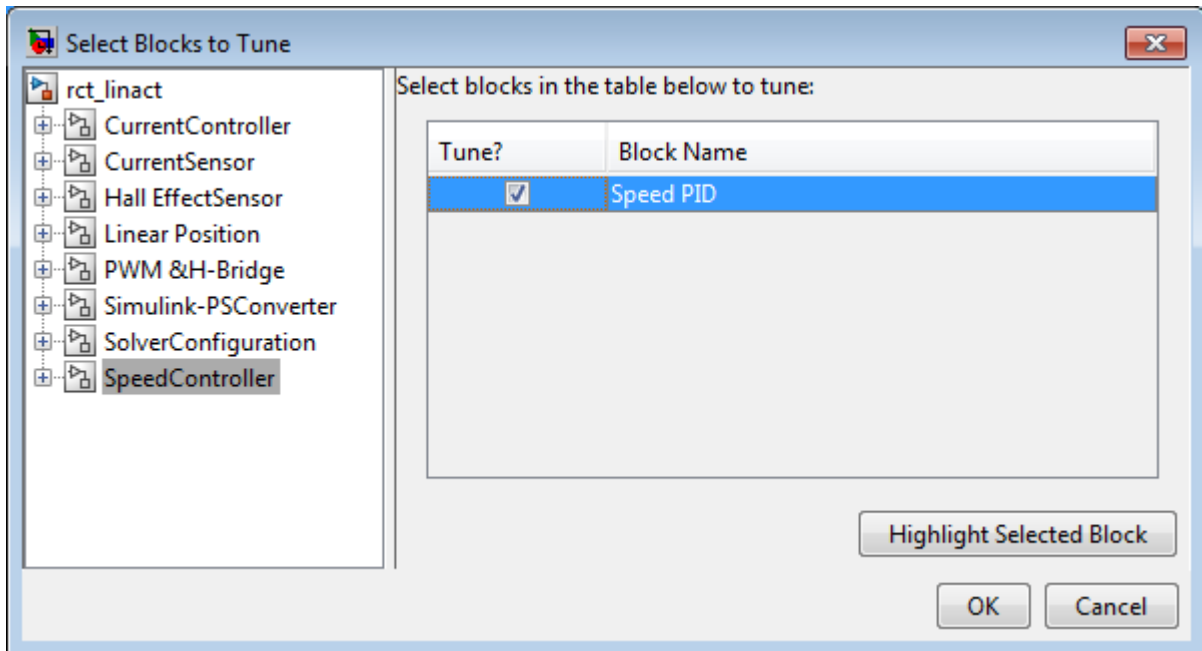 Select Blocks to Tune
rct_linact
CurrentController
CurrentSensor
Hall EffectSensor
Linear Position
PWM &H-Bridge
Simulink-PSConverter
SolverConfiguration
SpeedController
Select blocks in the table below to tune:
Tune? Block Name
Speed PID
Highlight Selected Block
OK Cancel